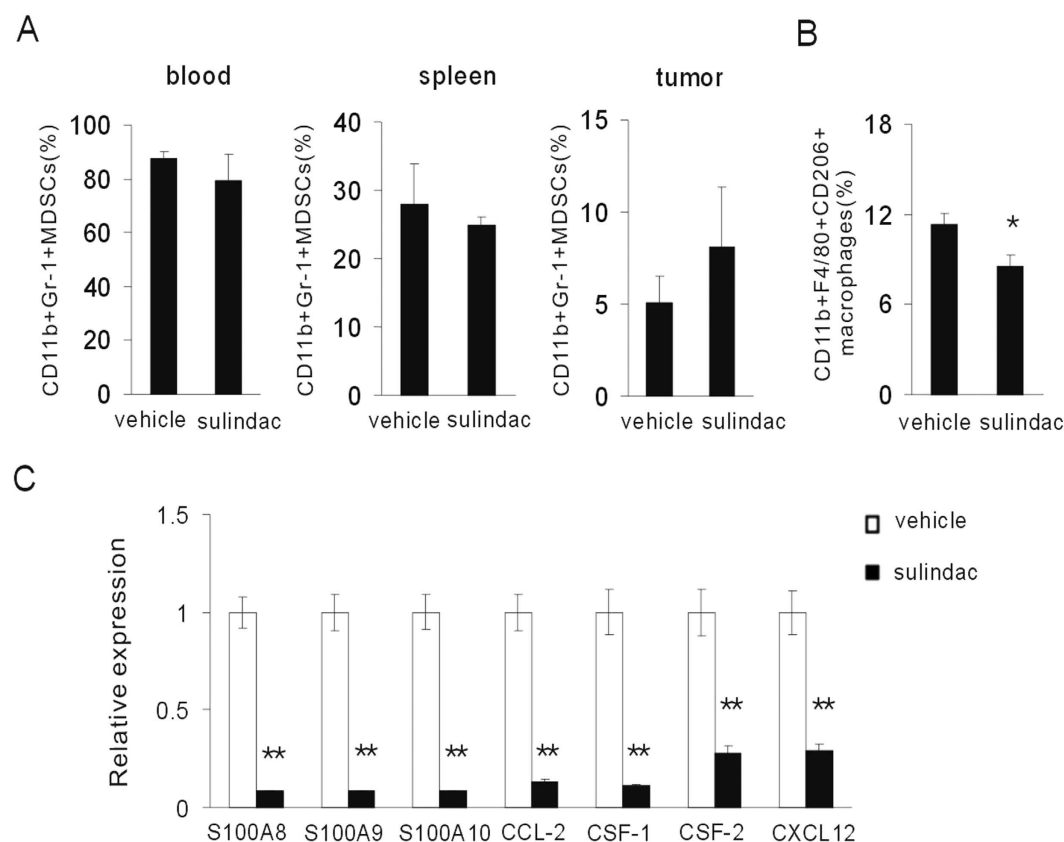 A
B
blood
spleen
tumor
CD11b+Gr-1+MDSCs(%)
100
80
60
40
20
0
vehicle sulindac
CD11b+Gr-1+MDSCs(%)
40
30
20
10
0
vehicle sulindac
CD11b+Gr-1+MDSCs(%)
15
10
5
0
vehicle sulindac
CD11b+F4/80+CD206+
macrophages(%)
18
12
6
0
*
vehicle sulindac
C
Relative expression
1.5
1
0.5
0
** ** ** ** ** ** **
S100A8 S100A9 S100A10 CCL-2 CSF-1 CSF-2 CXCL12
vehicle
sulindac